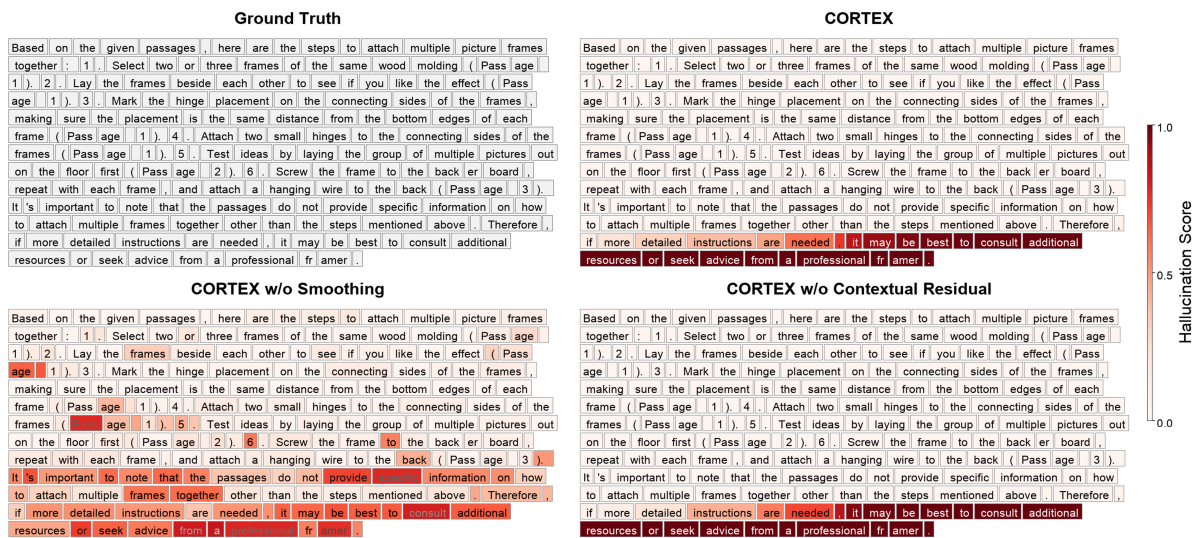 Ground Truth
Based on the given passages , here are the steps to attach multiple picture frames
together : 1 . Select two or three frames of the same wood molding ( Pass age
1 ). 2 . Lay the frames beside each other to see if you like the effect ( Pass
age 1 ). 3 . Mark the hinge placement on the connecting sides of the frames ,
making sure the placement is the same distance from the bottom edges of each
frame ( Pass age 1 ). 4 . Attach two small hinges to the connecting sides of the
frames ( Pass age 1 ). 5 . Test ideas by laying the group of multiple pictures out
on the floor first ( Pass age 2 ). 6 . Screw the frame to the back er board ,
repeat with each frame , and attach a hanging wire to the back ( Pass age 3 ).
It 's important to note that the passages do not provide specific information on how
to attach multiple frames together other than the steps mentioned above . Therefore ,
if more detailed instructions are needed , it may be best to consult additional
resources or seek advice from a professional fr amer .
CORTEX
Based on the given passages , here are the steps to attach multiple picture frames
together : 1 . Select two or three frames of the same wood molding ( Pass age
1 ). 2 . Lay the frames beside each other to see if you like the effect ( Pass
age 1 ). 3 . Mark the hinge placement on the connecting sides of the frames ,
making sure the placement is the same distance from the bottom edges of each
frame ( Pass age 1 ). 4 . Attach two small hinges to the connecting sides of the
frames ( Pass age 1 ). 5 . Test ideas by laying the group of multiple pictures out
on the floor first ( Pass age 2 ). 6 . Screw the frame to the back er board ,
repeat with each frame , and attach a hanging wire to the back ( Pass age 3 ).
It 's important to note that the passages do not provide specific information on how
to attach multiple frames together other than the steps mentioned above . Therefore ,
if more detailed instructions are needed , it may be best to consult additional
resources or seek advice from a professional fr amer .
CORTEX w/o Smoothing
Based on the given passages , here are the steps to attach multiple picture frames
together : 1 . Select two or three frames of the same wood molding ( Pass age
1 ). 2 . Lay the frames beside each other to see if you like the effect ( Pass
age 1 ). 3 . Mark the hinge placement on the connecting sides of the frames ,
making sure the placement is the same distance from the bottom edges of each
frame ( Pass age 1 ). 4 . Attach two small hinges to the connecting sides of the
frames ( Pass age 1 ). 5 . Test ideas by laying the group of multiple pictures out
on the floor first ( Pass age 2 ). 6 . Screw the frame to the back er board ,
repeat with each frame , and attach a hanging wire to the back ( Pass age 3 ).
It 's important to note that the passages do not provide specific information on how
to attach multiple frames together other than the steps mentioned above . Therefore ,
if more detailed instructions are needed , it may be best to consult additional
resources or seek advice from a professional fr amer .
CORTEX w/o Contextual Residual
Based on the given passages , here are the steps to attach multiple picture frames
together : 1 . Select two or three frames of the same wood molding ( Pass age
1 ). 2 . Lay the frames beside each other to see if you like the effect ( Pass
age 1 ). 3 . Mark the hinge placement on the connecting sides of the frames ,
making sure the placement is the same distance from the bottom edges of each
frame ( Pass age 1 ). 4 . Attach two small hinges to the connecting sides of the
frames ( Pass age 1 ). 5 . Test ideas by laying the group of multiple pictures out
on the floor first ( Pass age 2 ). 6 . Screw the frame to the back er board ,
repeat with each frame , and attach a hanging wire to the back ( Pass age 3 ).
It 's important to note that the passages do not provide specific information on how
to attach multiple frames together other than the steps mentioned above . Therefore ,
if more detailed instructions are needed , it may be best to consult additional
resources or seek advice from a professional fr amer .
1.0
0.5
0.0
Hallucination Score